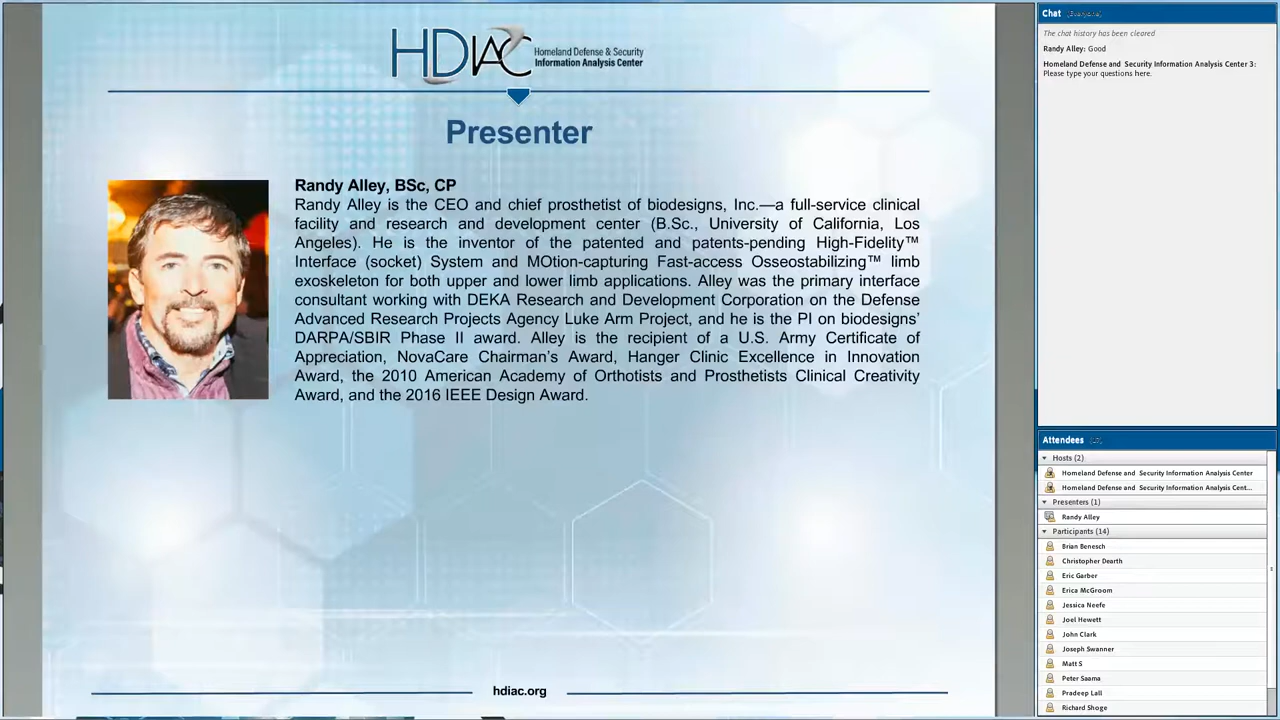 HDIAC
Homeland Defense & Security
Information Analysis Center
Presenter
Randy Alley, BSc, CP
Randy Alley is the CEO and chief prosthetist of biodesigns, Inc.—a full-service clinical
facility and research and development center (B.Sc., University of California, Los
Angeles). He is the inventor of the patented and patents-pending High-Fidelity™
Interface (socket) System and MOtion-capturing Fast-access Osseostabilizing™ limb
exoskeleton for both upper and lower limb applications. Alley was the primary interface
consultant working with DEKA Research and Development Corporation on the Defense
Advanced Research Projects Agency Luke Arm Project, and he is the PI on biodesigns’
DARPA/SBIR Phase II award. Alley is the recipient of a U.S. Army Certificate of
Appreciation, NovaCare Chairman’s Award, Hanger Clinic Excellence in Innovation
Award, the 2010 American Academy of Orthotists and Prosthetists Clinical Creativity
Award, and the 2016 IEEE Design Award.
hdiac.org
Chat (Everyone)
The chat history has been cleared
Randy Alley: Good
Homeland Defense and Security Information Analysis Center 3:
Please type your questions here.
Attendees (17)
Hosts (2)
Homeland Defense and Security Information Analysis Center
Homeland Defense and Security Information Analysis Cent...
Presenters (1)
Randy Alley
Participants (14)
Brian Benesch
Christopher Dearth
Eric Garber
Erica McGroom
Jessica Neefe
Joel Hewett
John Clark
Joseph Swanner
Matt S
Peter Saama
Pradeep Lall
Richard Shoge